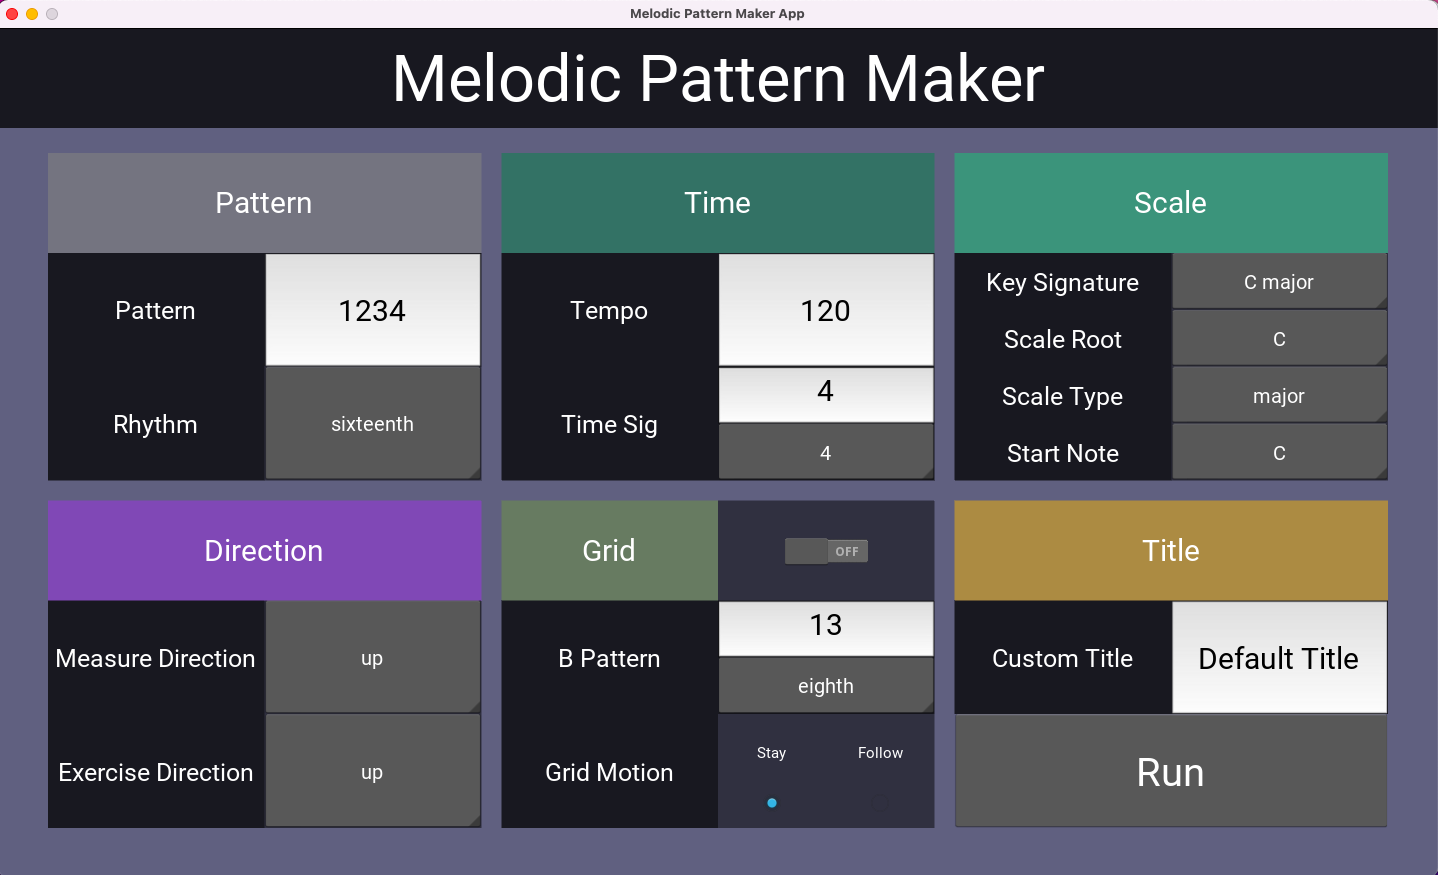 Melodic Pattern Maker App
Melodic Pattern Maker
Pattern
Pattern
1234
Rhythm
sixteenth
Time
Tempo
120
Time Sig
4
4
Scale
Key Signature
C major
Scale Root
C
Scale Type
major
Start Note
C
Direction
Measure Direction
up
Exercise Direction
up
Grid
OFF
B Pattern
13
eighth
Grid Motion
Stay
Follow
Title
Custom Title
Default Title
Run